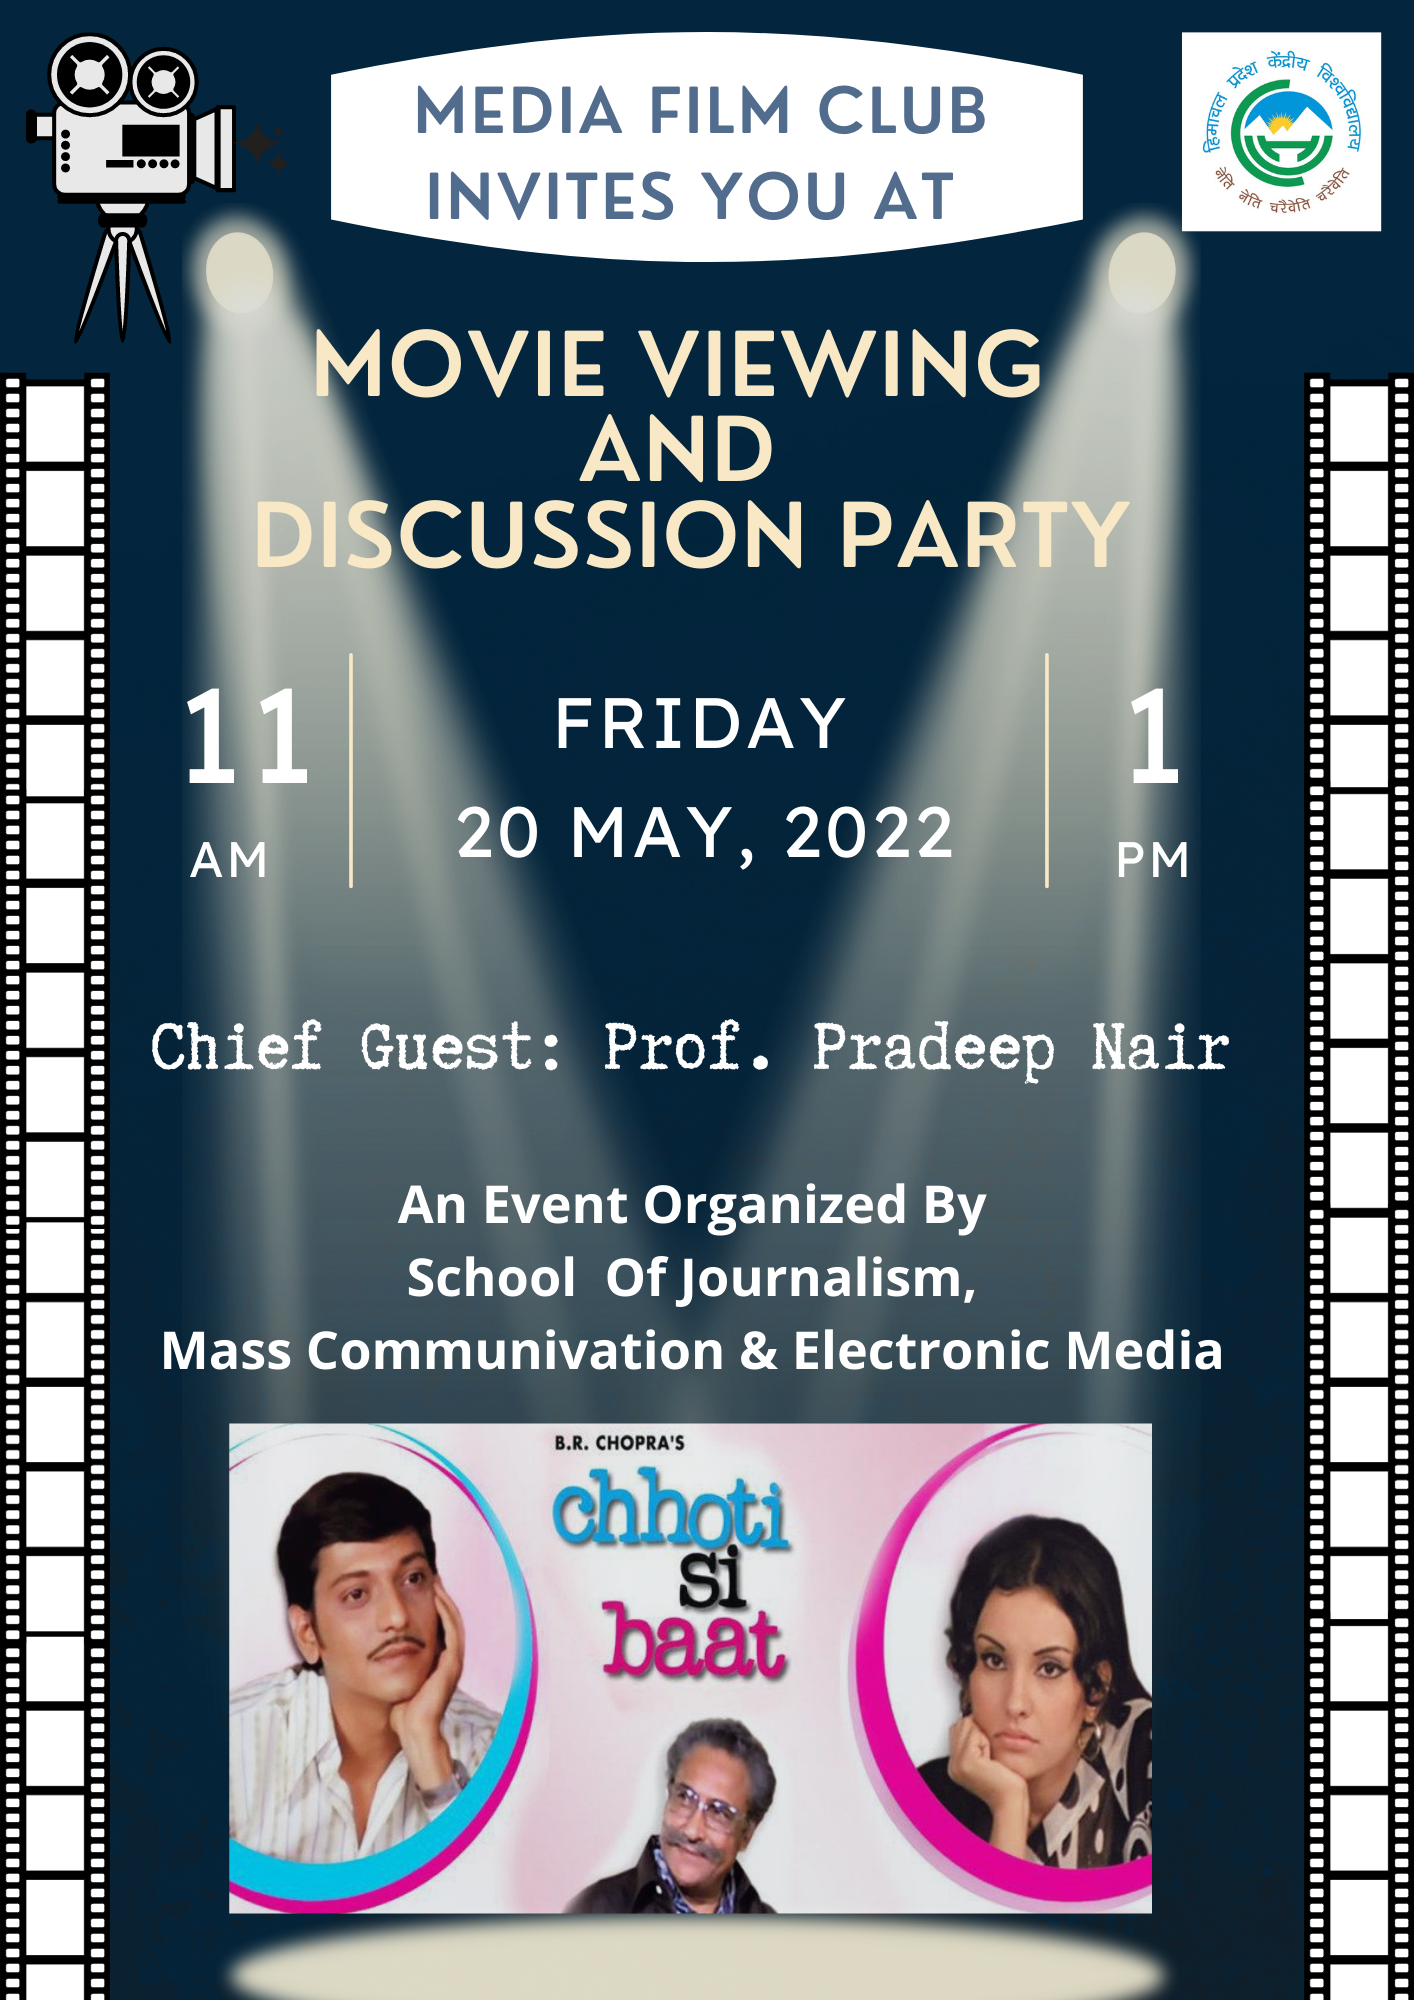 MEDIA FILM CLUB
INVITES YOU AT
हिमाचल प्रदेश केंद्रीय विश्वविद्यालय
नेति नेति चरैवेति चरैवेति
MOVIE VIEWING
AND
DISCUSSION PARTY
11
AM
FRIDAY
20 MAY, 2022
1
PM
Chief Guest: Prof. Pradeep Nair
An Event Organized By
School Of Journalism,
Mass Communivation & Electronic Media
B.R. CHOPRA'S
chhoti
si
baat